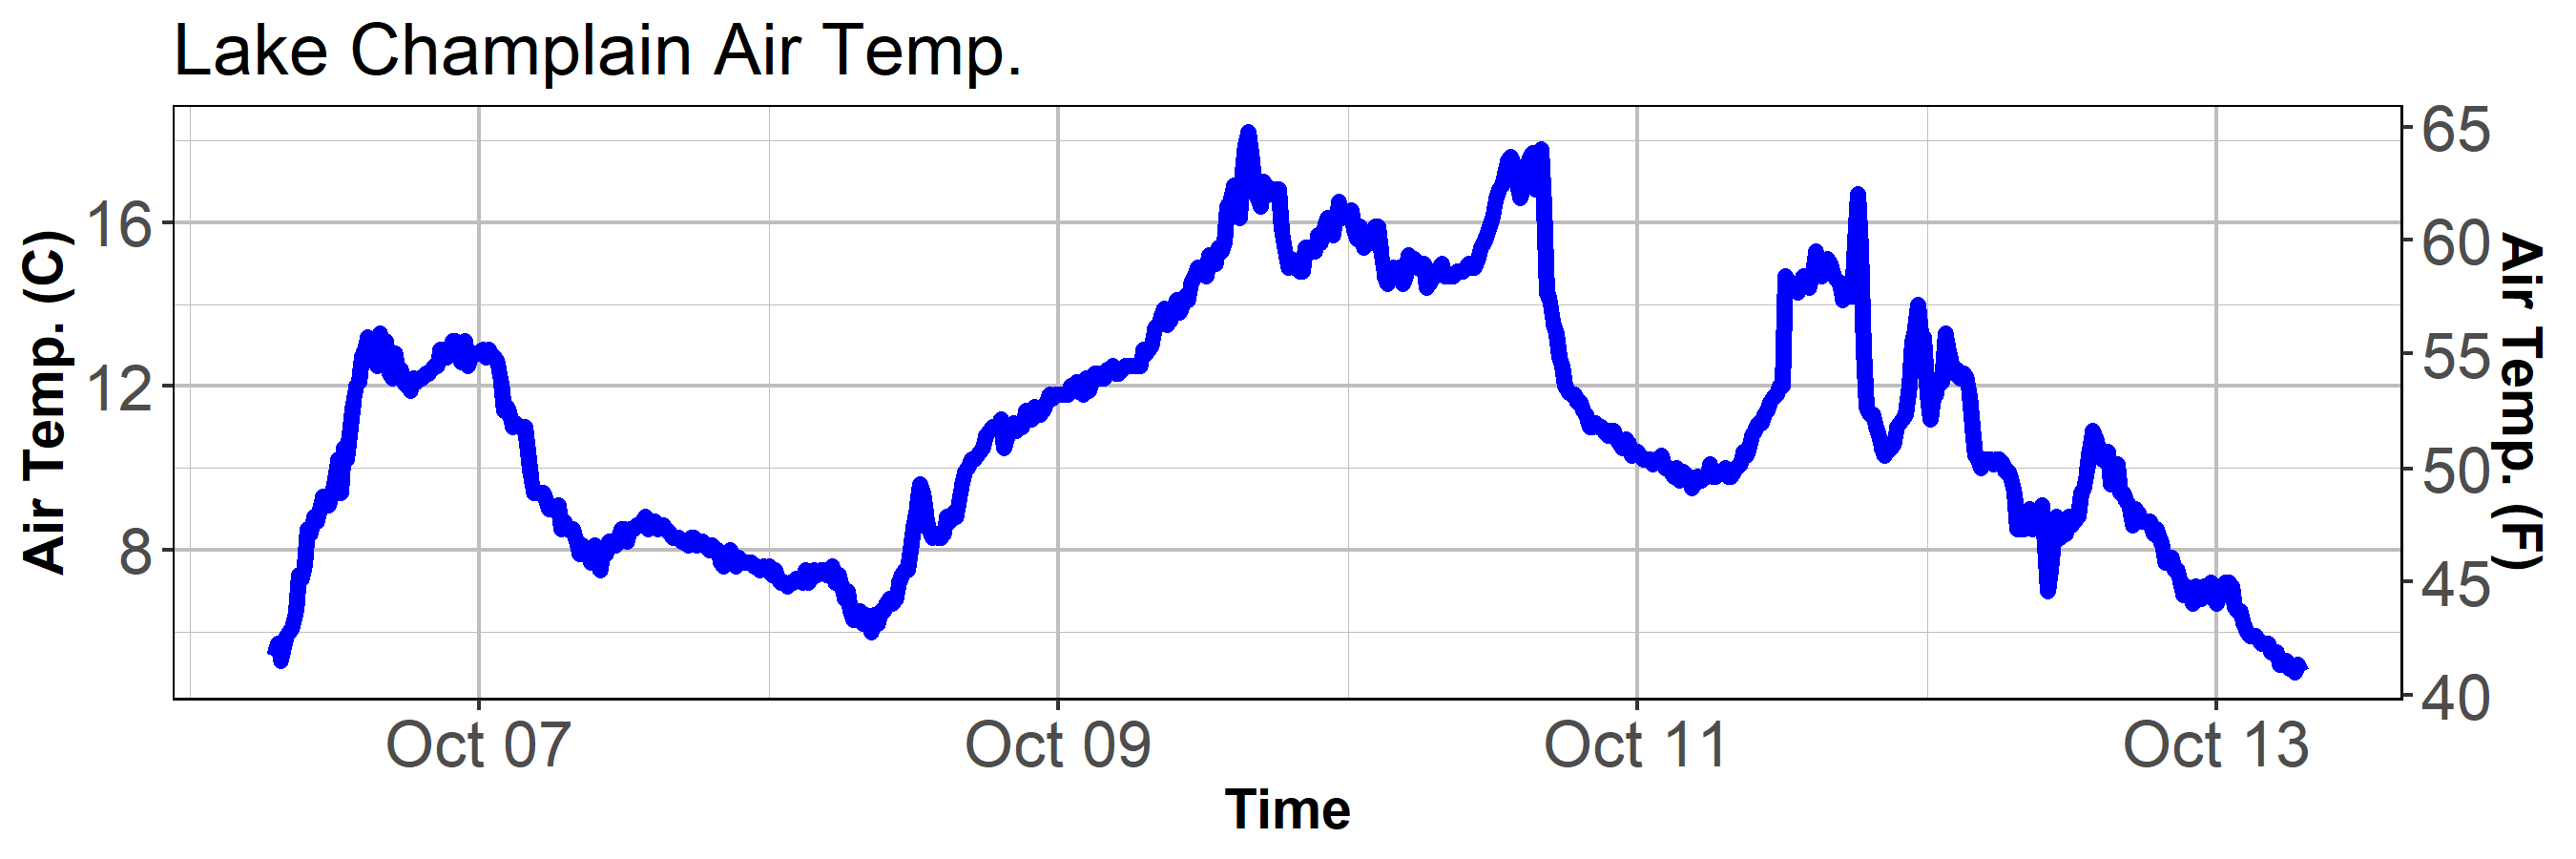 Lake Champlain Air Temp.
Air Temp. (C)
16
12
8
65
60
55
50
45
40
Air Temp. (F)
Oct 07
Oct 09
Oct 11
Oct 13
Time